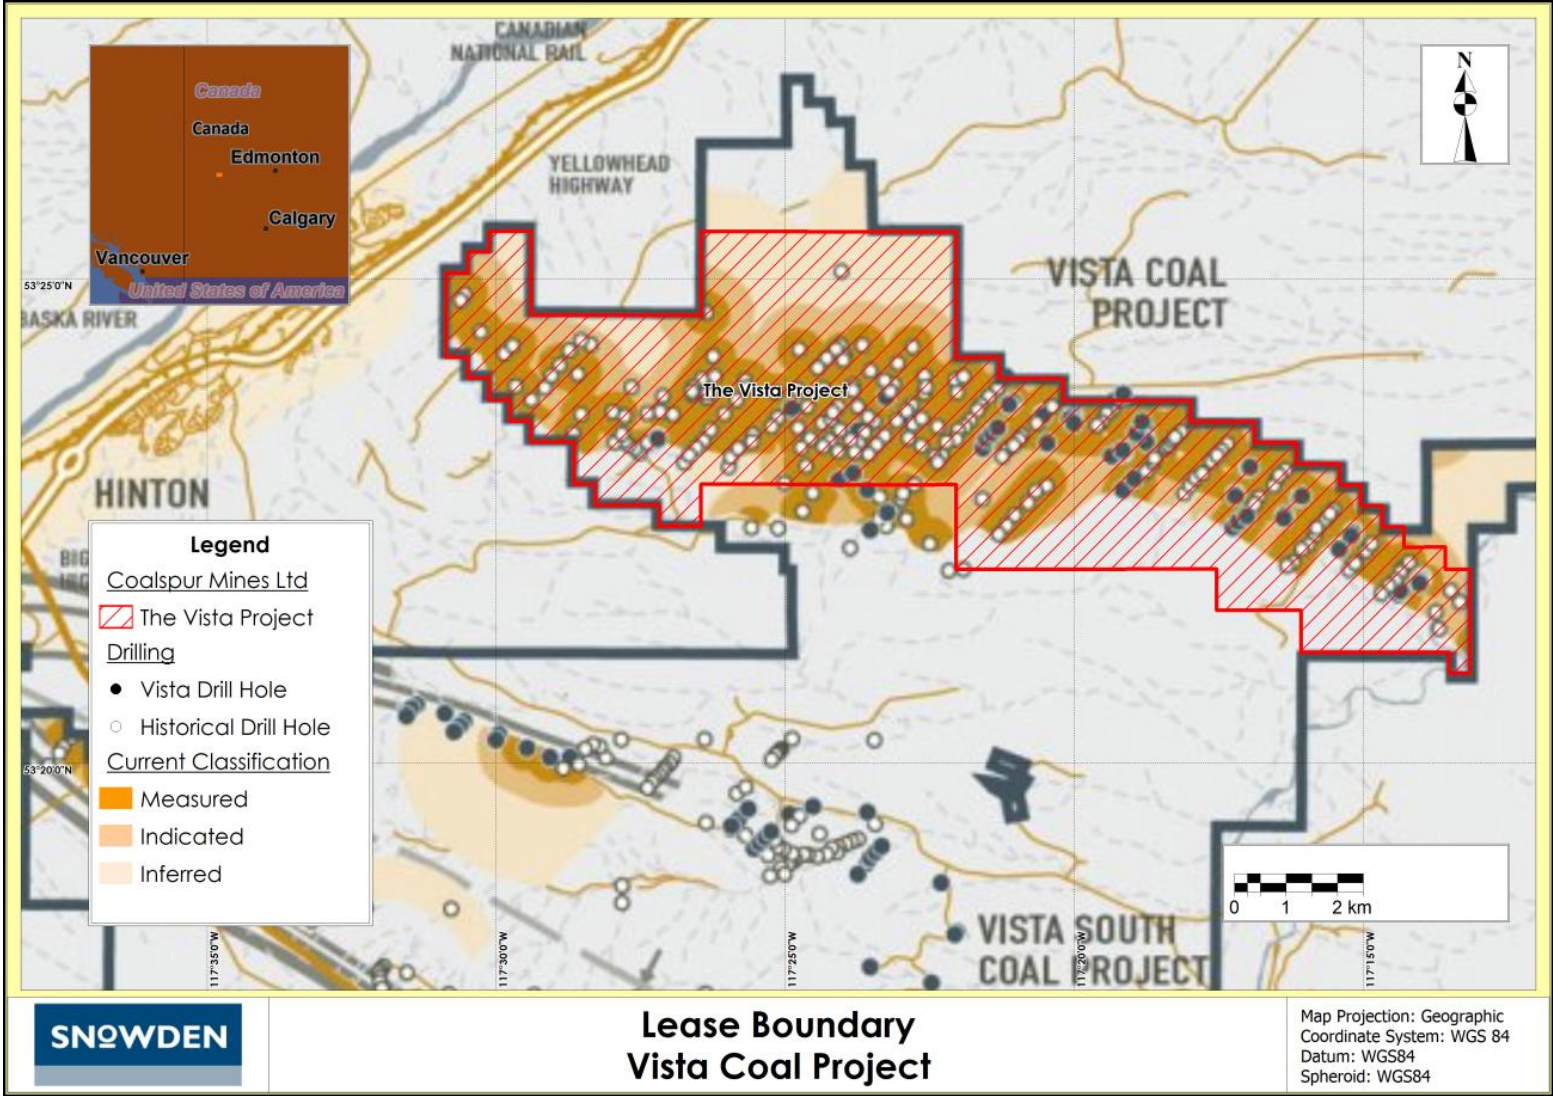 CANADIAN
NATIONAL RAIL
Canada
Canada
Edmonton
Calgary
Vancouver
United States of America
N
YELLOWHEAD
HIGHWAY
53°25'0"N
BASKA RIVER
VISTA COAL
PROJECT
The Vista Project
HINTON
Legend
Coalspur Mines Ltd
The Vista Project
Drilling
Vista Drill Hole
Historical Drill Hole
Current Classification
Measured
Indicated
Inferred
53°20'0"N
0 1 2 km
VISTA SOUTH
COAL PROJECT
117°35'0"W
117°30'0"W
117°25'0"W
117°20'0"W
117°15'0"W
SNOWDEN
Lease Boundary
Vista Coal Project
Map Projection: Geographic
Coordinate System: WGS 84
Datum: WGS84
Spheroid: WGS84